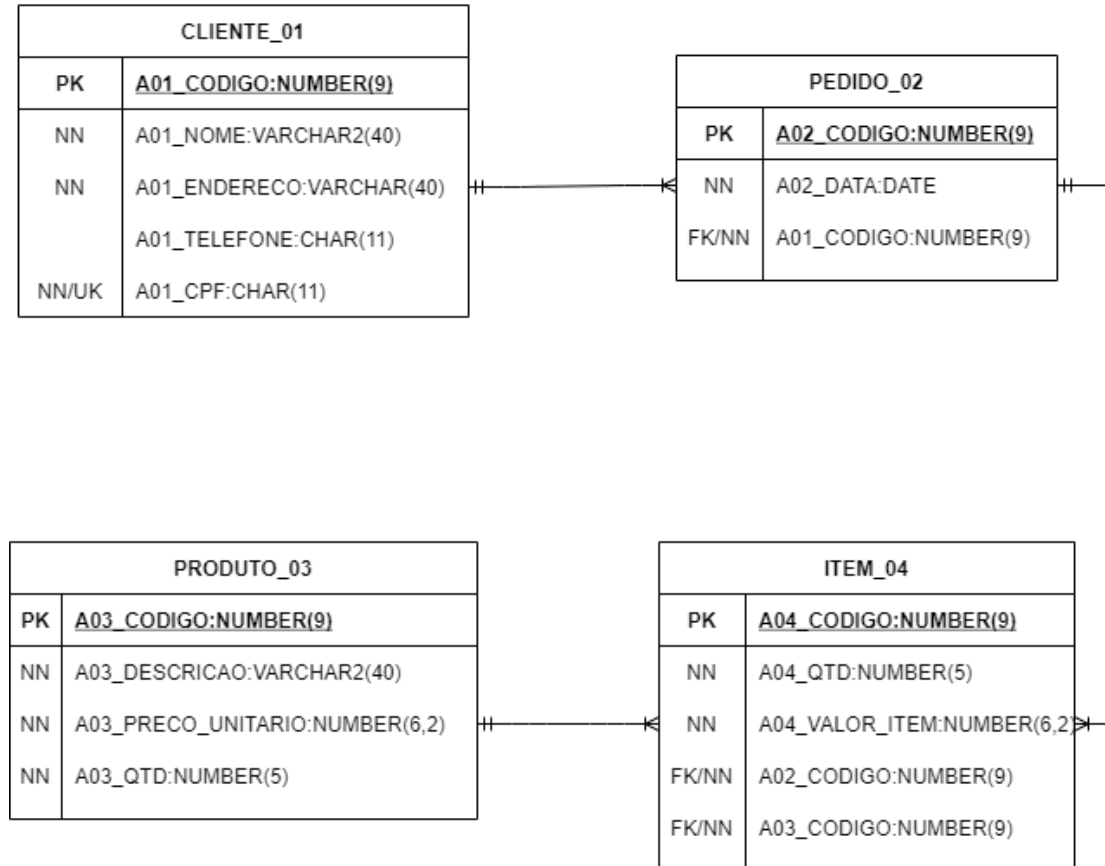 CLIENTE_01
PK A01_CODIGO:NUMBER(9)
NN A01_NOME:VARCHAR2(40)
NN A01_ENDERECO:VARCHAR(40)
A01_TELEFONE:CHAR(11)
NN/UK A01_CPF:CHAR(11)
PEDIDO_02
PK A02_CODIGO:NUMBER(9)
NN A02_DATA:DATE
FK/NN A01_CODIGO:NUMBER(9)
PRODUTO_03
PK A03_CODIGO:NUMBER(9)
NN A03_DESCRICAO:VARCHAR2(40)
NN A03_PRECO_UNITARIO:NUMBER(6,2)
NN A03_QTD:NUMBER(5)
ITEM_04
PK A04_CODIGO:NUMBER(9)
NN A04_QTD:NUMBER(5)
NN A04_VALOR_ITEM:NUMBER(6,2)
FK/NN A02_CODIGO:NUMBER(9)
FK/NN A03_CODIGO:NUMBER(9)